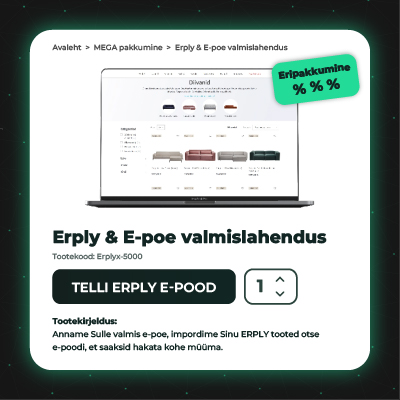 Avaleht > MEGA pakkumine > Erply & E-poe valmislahendus
Eripakkumine
% % %
Diivanid
Erply & E-poe valmislahendus
Tootekood: Erplyx-5000
TELLI ERPLY E-POOD
1
Tootekirjeldus:
Anname Sulle valmis e-poe, impordime Sinu ERPLY tooted otse
e-poodi, et saaksid hakata kohe müüma.